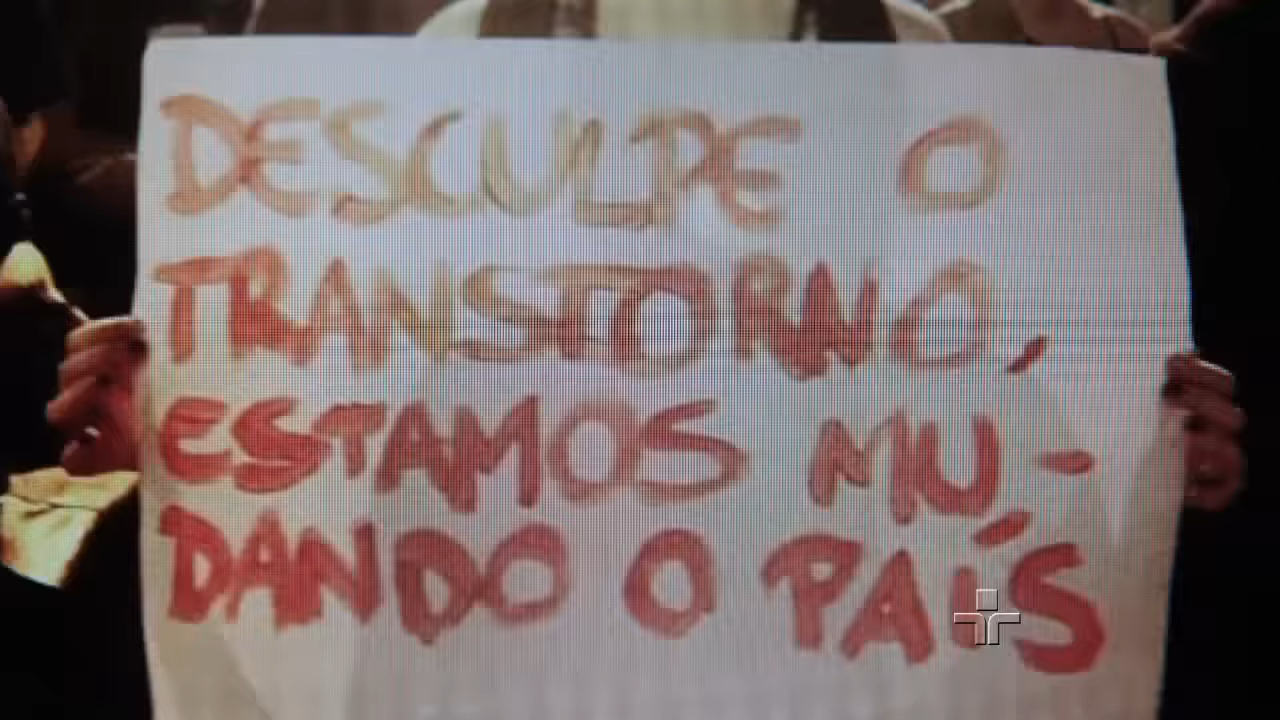 DESCULPE O
TRANSTORNO,
ESTAMOS MU-
DANDO O PAÍS